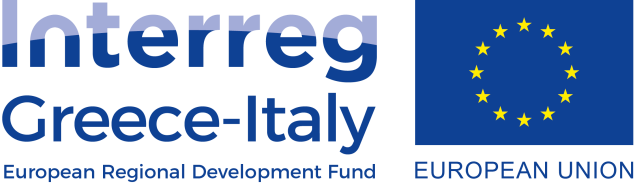 Interreg
Greece-Italy
European Regional Development Fund
EUROPEAN UNION